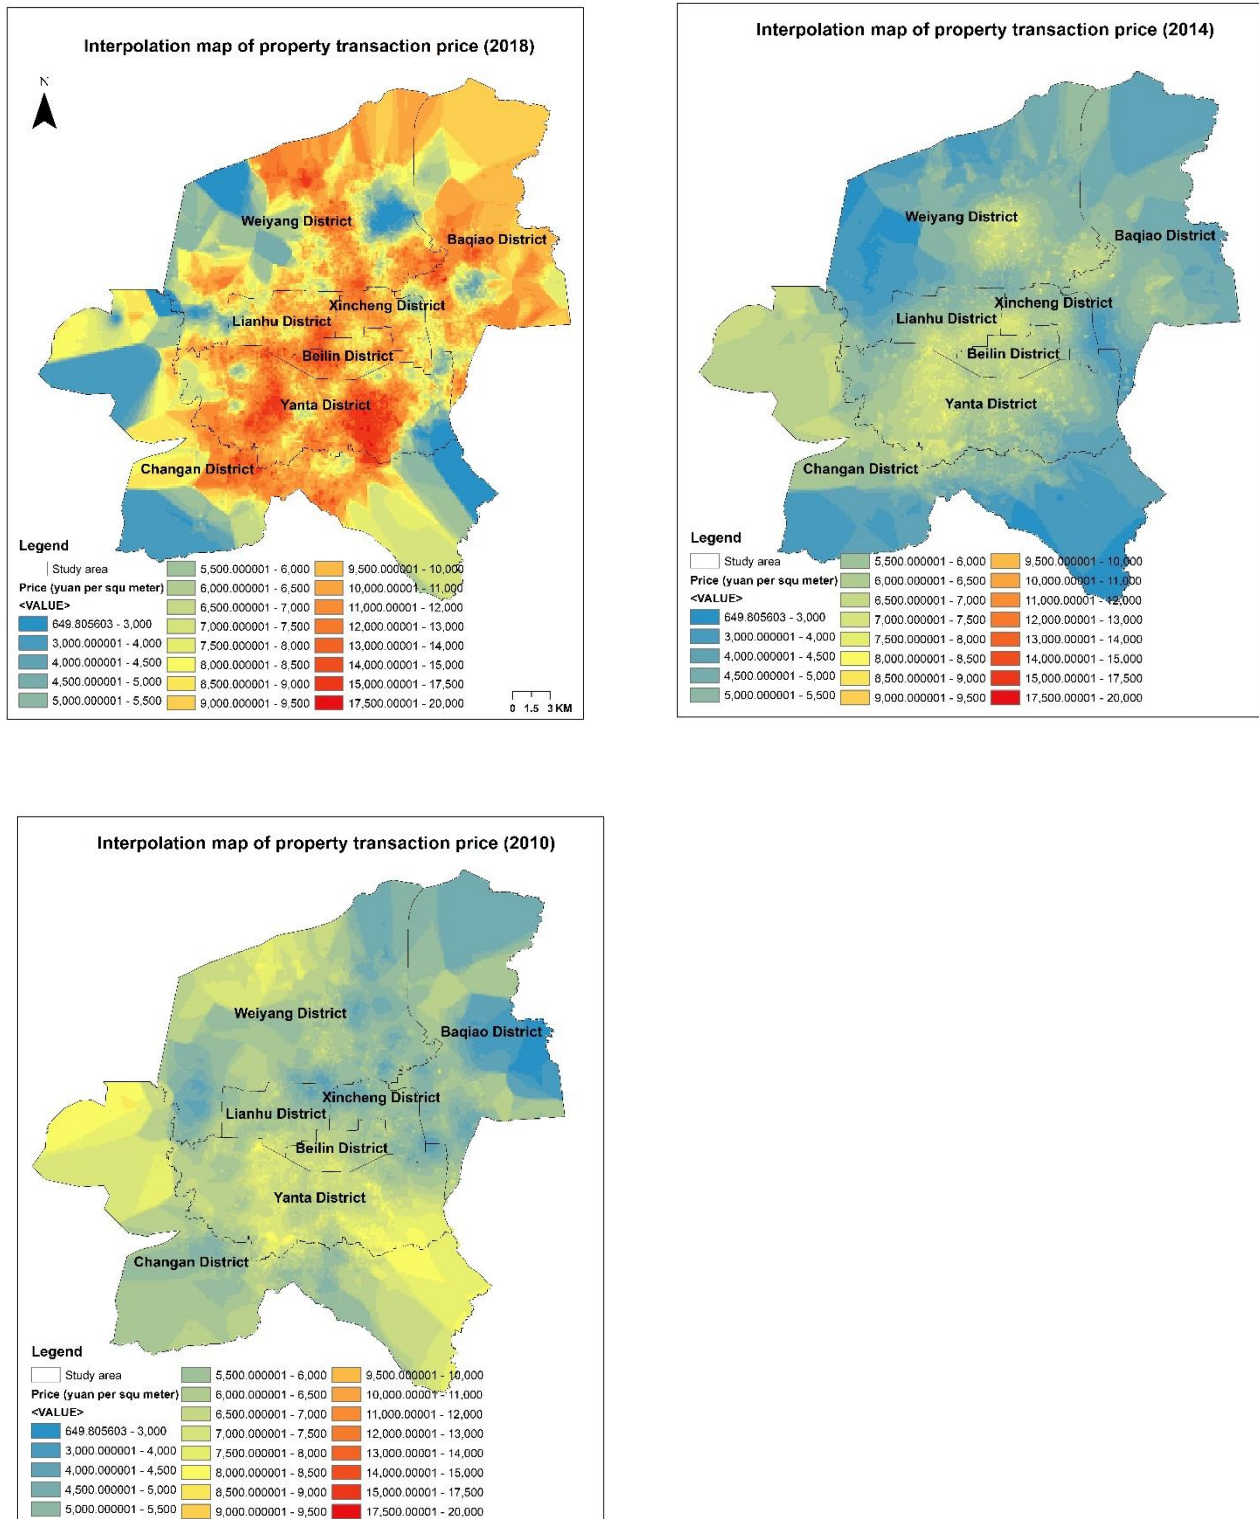 Interpolation map of property transaction price (2018)
N
Weiyang District
Baqiao District
Xincheng District
Lianhu District
Beilin District
Yanta District
Changan District
Legend
Study area
Price (yuan per squ meter)
<VALUE>
649.805603 - 3,000
3,000.000001 - 4,000
4,000.000001 - 4,500
4,500.000001 - 5,000
5,000.000001 - 5,500
5,500.000001 - 6,000
6,000.000001 - 6,500
6,500.000001 - 7,000
7,000.000001 - 7,500
7,500.000001 - 8,000
8,000.000001 - 8,500
8,500.000001 - 9,000
9,000.000001 - 9,500
9,500.000001 - 10,000
10,000.00001 - 11,000
11,000.00001 - 12,000
12,000.00001 - 13,000
13,000.00001 - 14,000
14,000.00001 - 15,000
15,000.00001 - 17,500
17,500.00001 - 20,000
0 1.5 3 KM
Interpolation map of property transaction price (2014)
Weiyang District
Baqiao District
Xincheng District
Lianhu District
Beilin District
Yanta District
Changan District
Legend
Study area
Price (yuan per squ meter)
<VALUE>
649.805603 - 3,000
3,000.000001 - 4,000
4,000.000001 - 4,500
4,500.000001 - 5,000
5,000.000001 - 5,500
5,500.000001 - 6,000
6,000.000001 - 6,500
6,500.000001 - 7,000
7,000.000001 - 7,500
7,500.000001 - 8,000
8,000.000001 - 8,500
8,500.000001 - 9,000
9,000.000001 - 9,500
9,500.000001 - 10,000
10,000.00001 - 11,000
11,000.00001 - 12,000
12,000.00001 - 13,000
13,000.00001 - 14,000
14,000.00001 - 15,000
15,000.00001 - 17,500
17,500.00001 - 20,000
Interpolation map of property transaction price (2010)
Weiyang District
Baqiao District
Xincheng District
Lianhu District
Beilin District
Yanta District
Changan District
Legend
Study area
Price (yuan per squ meter)
<VALUE>
649.805603 - 3,000
3,000.000001 - 4,000
4,000.000001 - 4,500
4,500.000001 - 5,000
5,000.000001 - 5,500
5,500.000001 - 6,000
6,000.000001 - 6,500
6,500.000001 - 7,000
7,000.000001 - 7,500
7,500.000001 - 8,000
8,000.000001 - 8,500
8,500.000001 - 9,000
9,000.000001 - 9,500
9,500.000001 - 10,000
10,000.00001 - 11,000
11,000.00001 - 12,000
12,000.00001 - 13,000
13,000.00001 - 14,000
14,000.00001 - 15,000
15,000.00001 - 17,500
17,500.00001 - 20,000